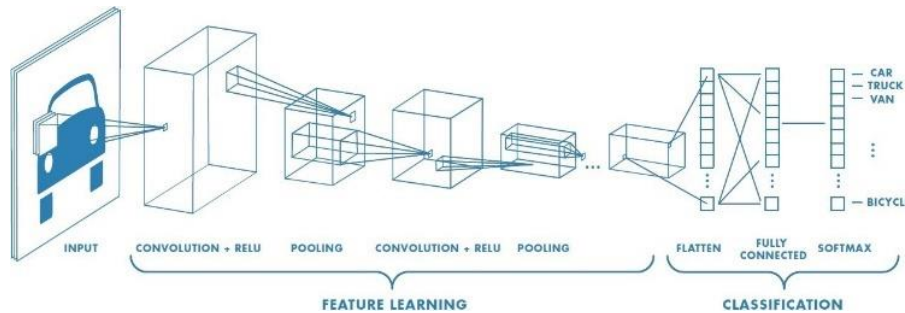 CAR
TRUCK
VAN
...
...
BICYCL
INPUT
CONVOLUTION + RELU
POOLING
CONVOLUTION + RELU
POOLING
FLATTEN
FULLY
CONNECTED
SOFTMAX
FEATURE LEARNING
CLASSIFICATION